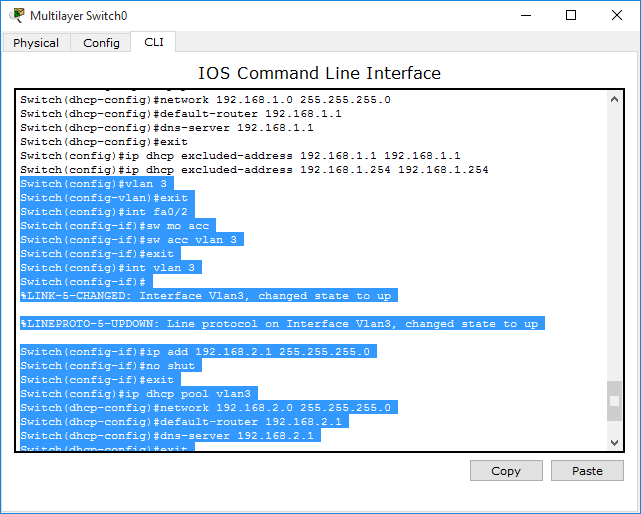 Multilayer Switch0
Physical Config CLI
IOS Command Line Interface
Switch(dhcp-config)#network 192.168.1.0 255.255.255.0
Switch(dhcp-config)#default-router 192.168.1.1
Switch(dhcp-config)#dns-server 192.168.1.1
Switch(dhcp-config)#exit
Switch(config)#ip dhcp excluded-address 192.168.1.1 192.168.1.1
Switch(config)#ip dhcp excluded-address 192.168.1.254 192.168.1.254
Switch(config)#vlan 3
Switch(config-vlan)#exit
Switch(config)#int fa0/2
Switch(config-if)#sw mo acc
Switch(config-if)#sw acc vlan 3
Switch(config-if)#exit
Switch(config)#int vlan 3
Switch(config-if)#
%LINK-5-CHANGED: Interface Vlan3, changed state to up
%LINEPROTO-5-UPDOWN: Line protocol on Interface Vlan3, changed state to up
Switch(config-if)#ip add 192.168.2.1 255.255.255.0
Switch(config-if)#no shut
Switch(config-if)#exit
Switch(config)#ip dhcp pool vlan3
Switch(dhcp-config)#network 192.168.2.0 255.255.255.0
Switch(dhcp-config)#default-router 192.168.2.1
Switch(dhcp-config)#dns-server 192.168.2.1
Switch(dhcp-config)#exit
Copy Paste